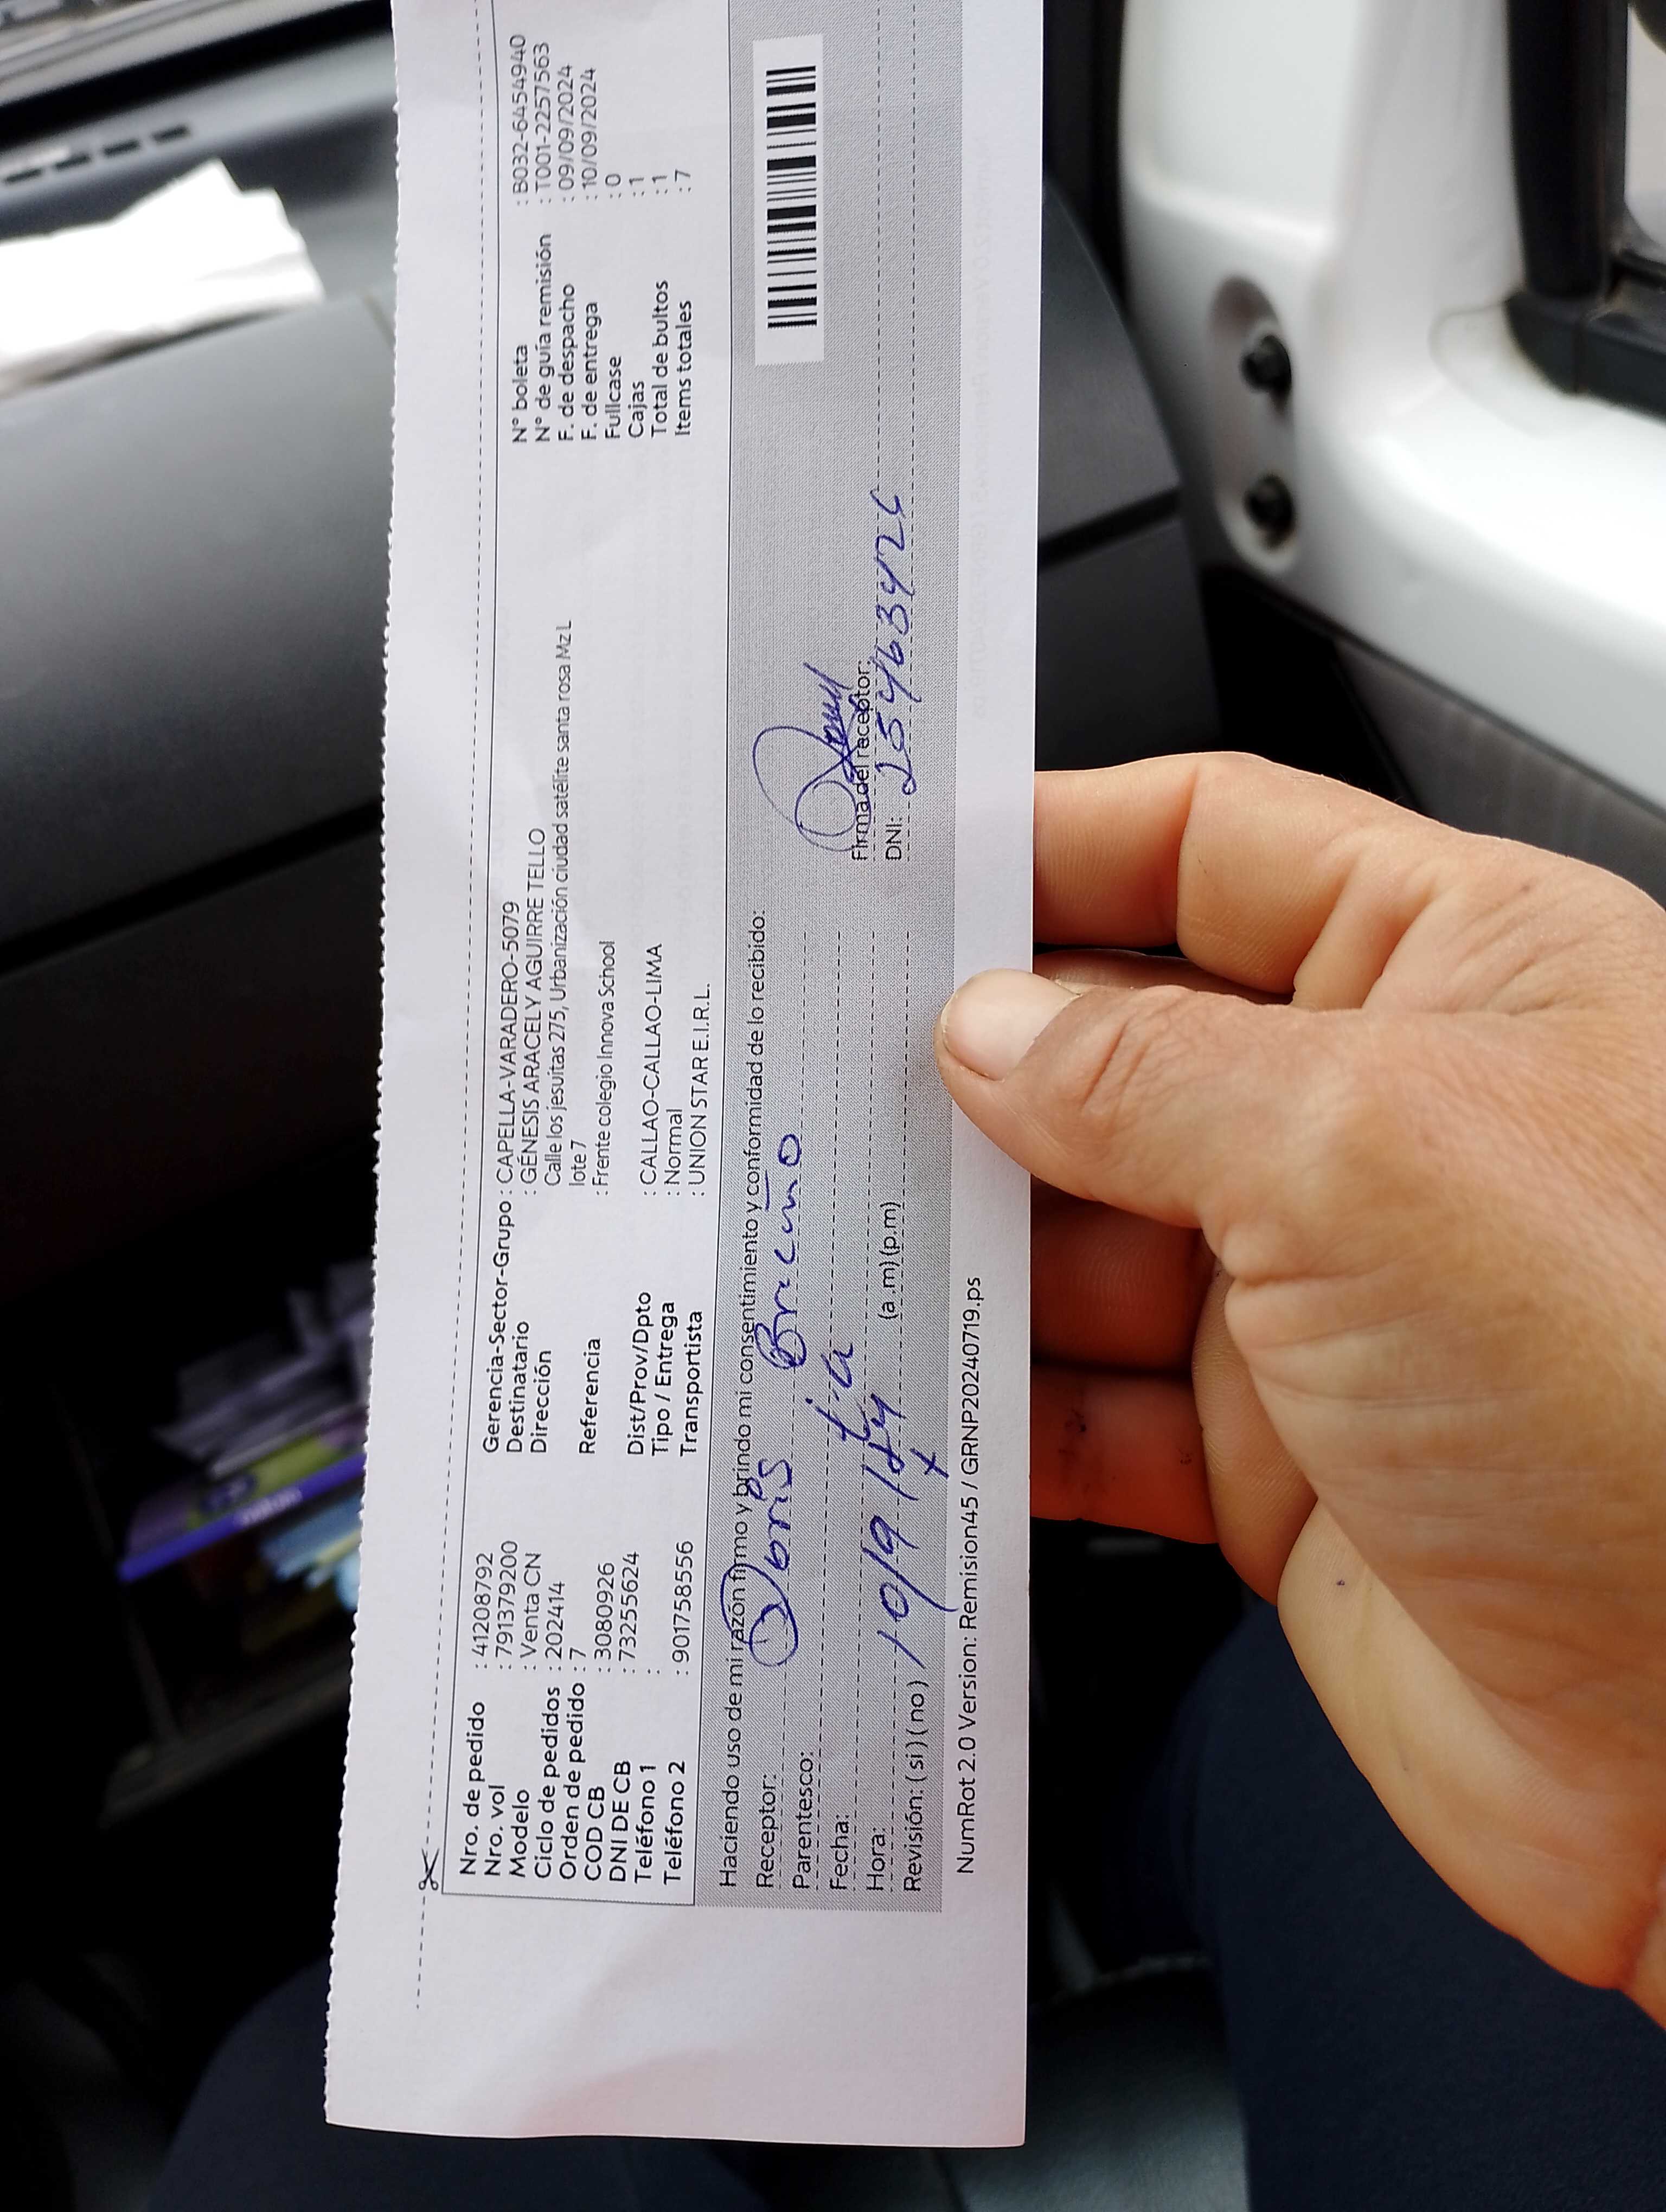 Nro. de pedido : 41208792
Nro. vol : 791379200
Modelo : Venta CN
Ciclo de pedidos : 202414
Orden de pedido : 7
COD CB : 3080926
DNI DE CB : 73255624
Teléfono 1 :
Teléfono 2 : 901758556
Gerencia-Sector-Grupo : CAPELLA-VARADERO-5079
Destinatario : GÉNESIS ARACELY AGUIRRE TELLO
Dirección Calle los jesuitas 275, Urbanización ciudad satélite santa rosa Mz L
lote 7
Referencia : Frente colegio Innova School
Dist/Prov/Dpto : CALLAO-CALLAO-LIMA
Tipo / Entrega : Normal
Transportista : UNION STAR E.I.R.L.
N° boleta : B032-6454940
N° de guía remisión : T001-2257563
F. de despacho : 09/09/2024
F. de entrega : 10/09/2024
Fullcase : 0
Cajas : 1
Total de bultos : 1
Items totales : 7
Haciendo uso de mi razón firmo y brindo mi consentimiento y conformidad de lo recibido:
Receptor: Doris
Parentesco: tia
Fecha: 10/9/24
Hora: (a .m) (p.m)
Revisión: (si) (no)
Firma del receptor:
DNI:
NumRot 2.0 Version: Remision45 / GRNP20240719.ps